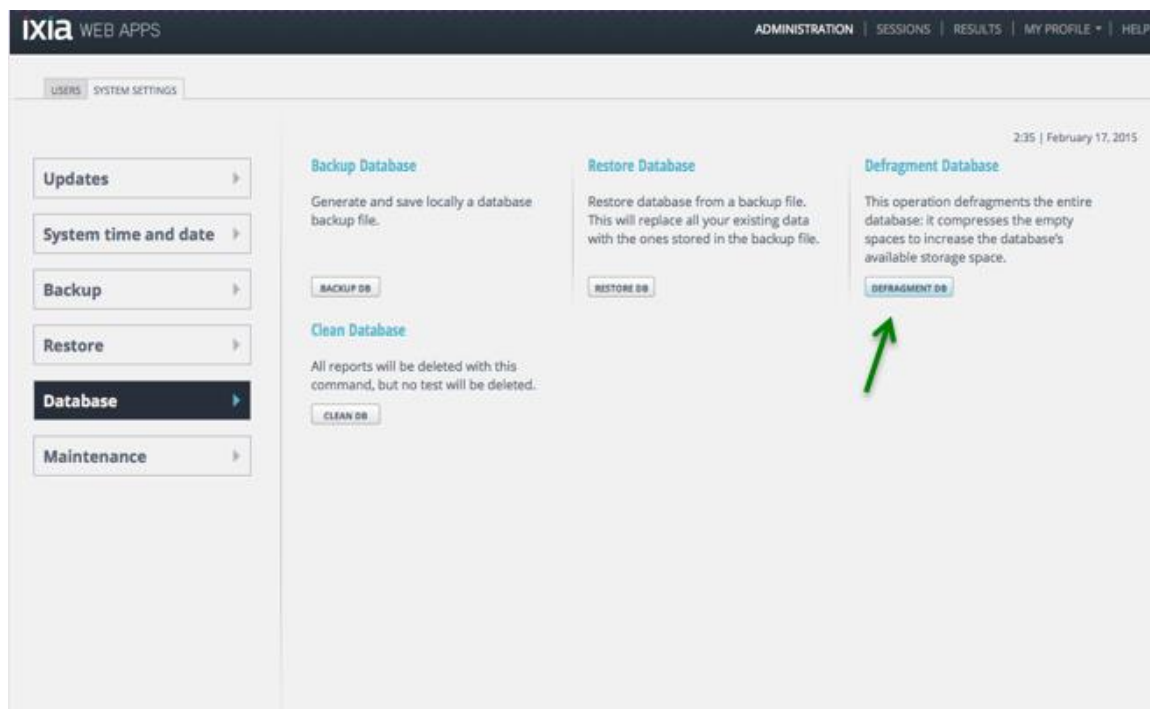 IXIA WEB APPS
ADMINISTRATION | SESSIONS | RESULTS | MY PROFILE | HELP
USERS SYSTEM SETTINGS
2:35 | February 17, 2015
Updates
System time and date
Backup
Restore
Database
Maintenance
Backup Database
Generate and save locally a database
backup file.
BACKUP DB
Restore Database
Restore database from a backup file.
This will replace all your existing data
with the ones stored in the backup file.
RESTORE DB
Defragment Database
This operation defragments the entire
database: it compresses the empty
spaces to increase the database's
available storage space.
DEFRAGMENT DB
Clean Database
All reports will be deleted with this
command, but no test will be deleted.
CLEAN DB